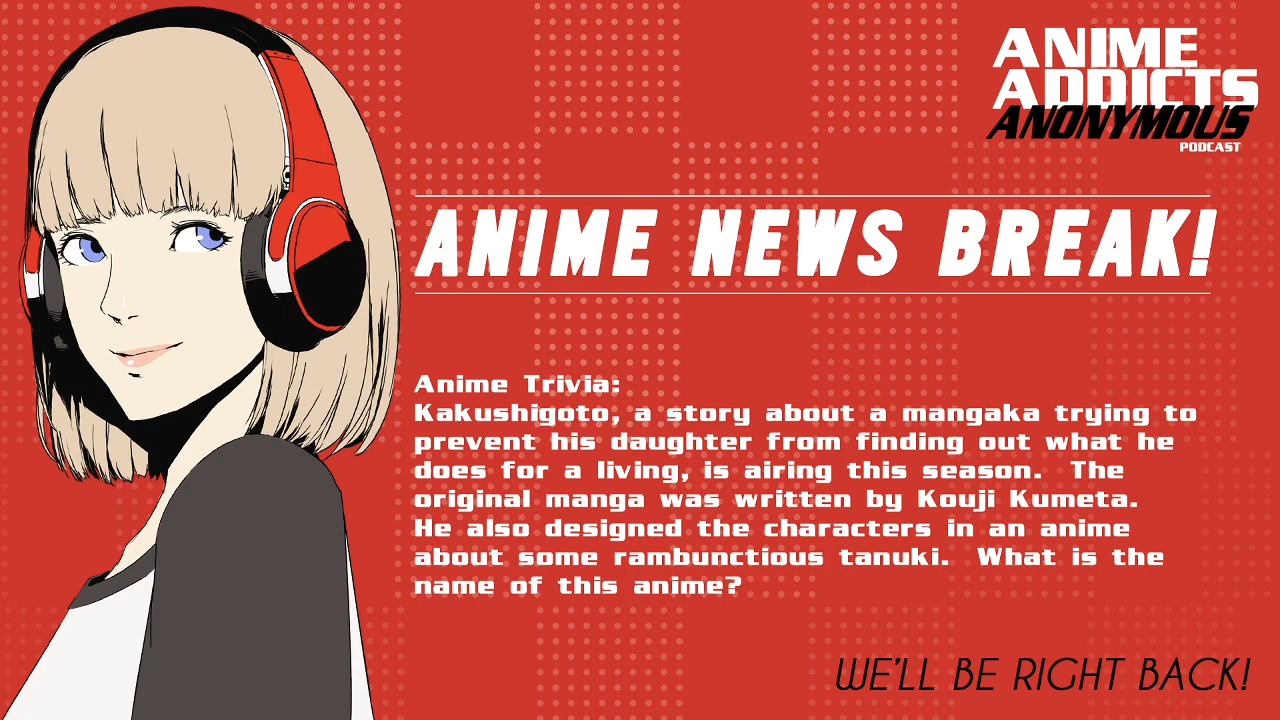 ANIME
ADDICTS
ANONYMOUS
PODCAST
ANIME NEWS BREAK!
Anime Trivia:
Kakushigoto, a story about a mangaka trying to
prevent his daughter from finding out what he
does for a living, is airing this season.  The
original manga was written by Kouji Kumeta.
He also designed the characters in an anime
about some rambunctious tanuki.  What is the
name of this anime?
WE'LL BE RIGHT BACK!